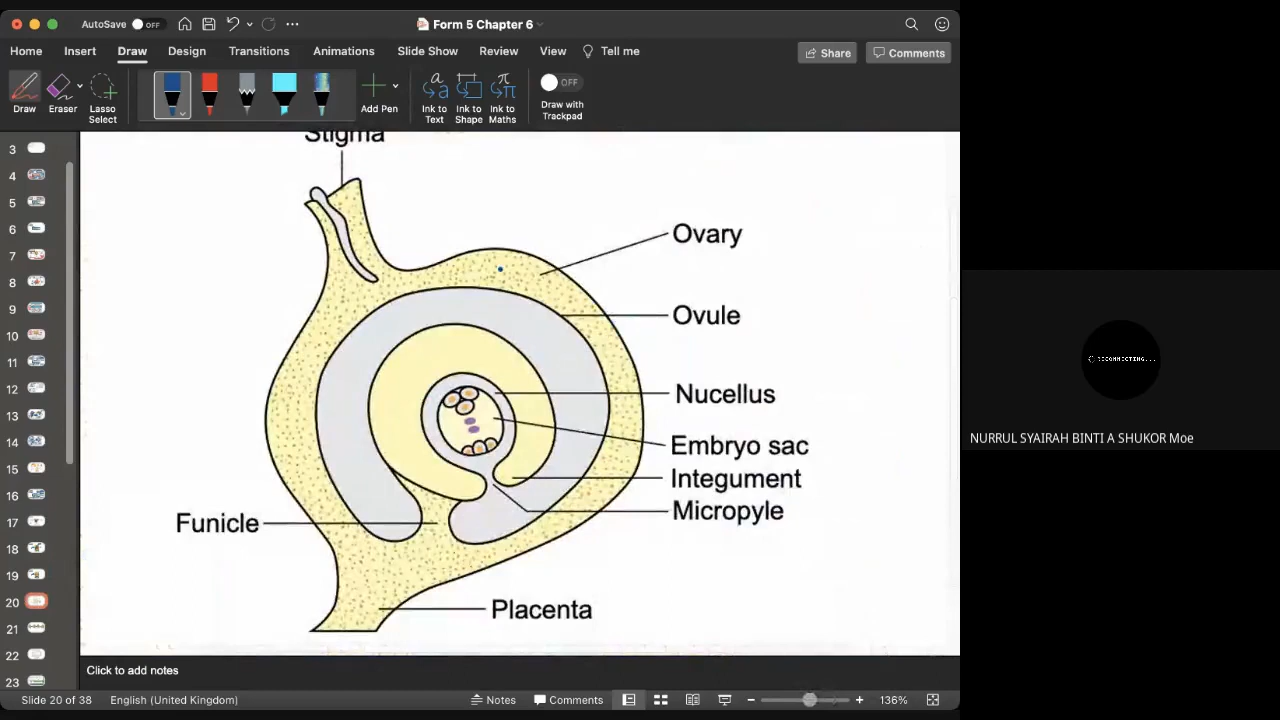 AutoSave OFF
Form 5 Chapter 6
Home Insert Draw Design Transitions Animations Slide Show Review View Tell me Share Comments
Draw
Eraser
Lasso Select
Add Pen
Ink to Text
Ink to Shape
Ink to Maths
OFF
Draw with Trackpad
3
4
5
6
7
8
9
10
11
12
13
14
15
16
17
18
19
20
21
22
23
Stigma
Ovary
Ovule
Nucellus
Embryo sac
Integument
Micropyle
Funicle
Placenta
RECONNECTING...
NURRUL SYAIRAH BINTI A SHUKOR Moe
Click to add notes
Slide 20 of 38 English (United Kingdom) Notes Comments 136%